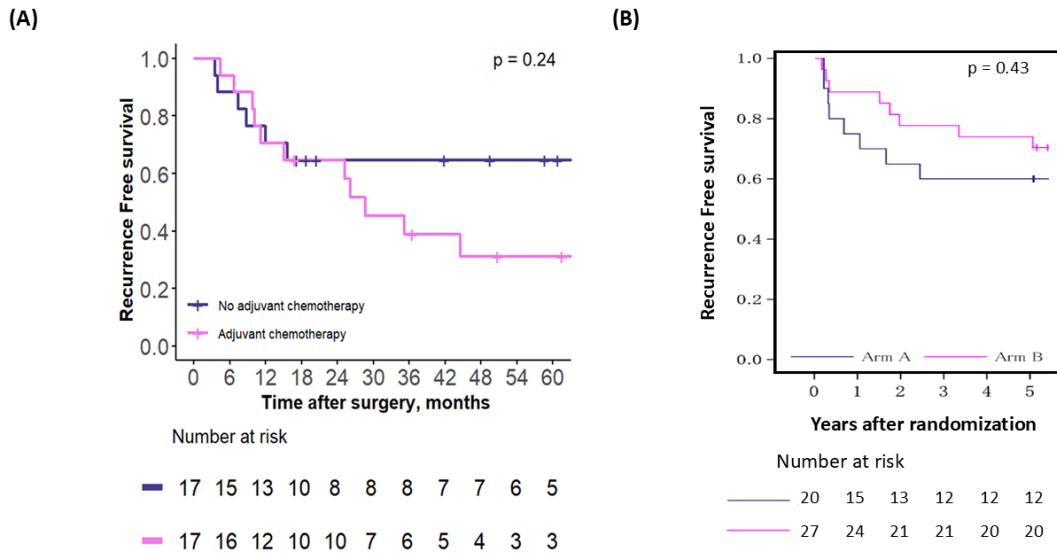 (A)
Recurrence Free survival
1.0
0.8
0.6
0.4
0.2
0.0
p = 0.24
No adjuvant chemotherapy
Adjuvant chemotherapy
0 6 12 18 24 30 36 42 48 54 60
Time after surgery, months
Number at risk
17 15 13 10 8 8 8 7 7 6 5
17 16 12 10 10 7 6 5 4 3 3
(B)
Recurrence Free survival
1.0
0.8
0.6
0.4
0.2
0.0
p = 0.43
Arm A Arm B
0 1 2 3 4 5
Years after randomization
Number at risk
20 15 13 12 12 12
27 24 21 21 20 20